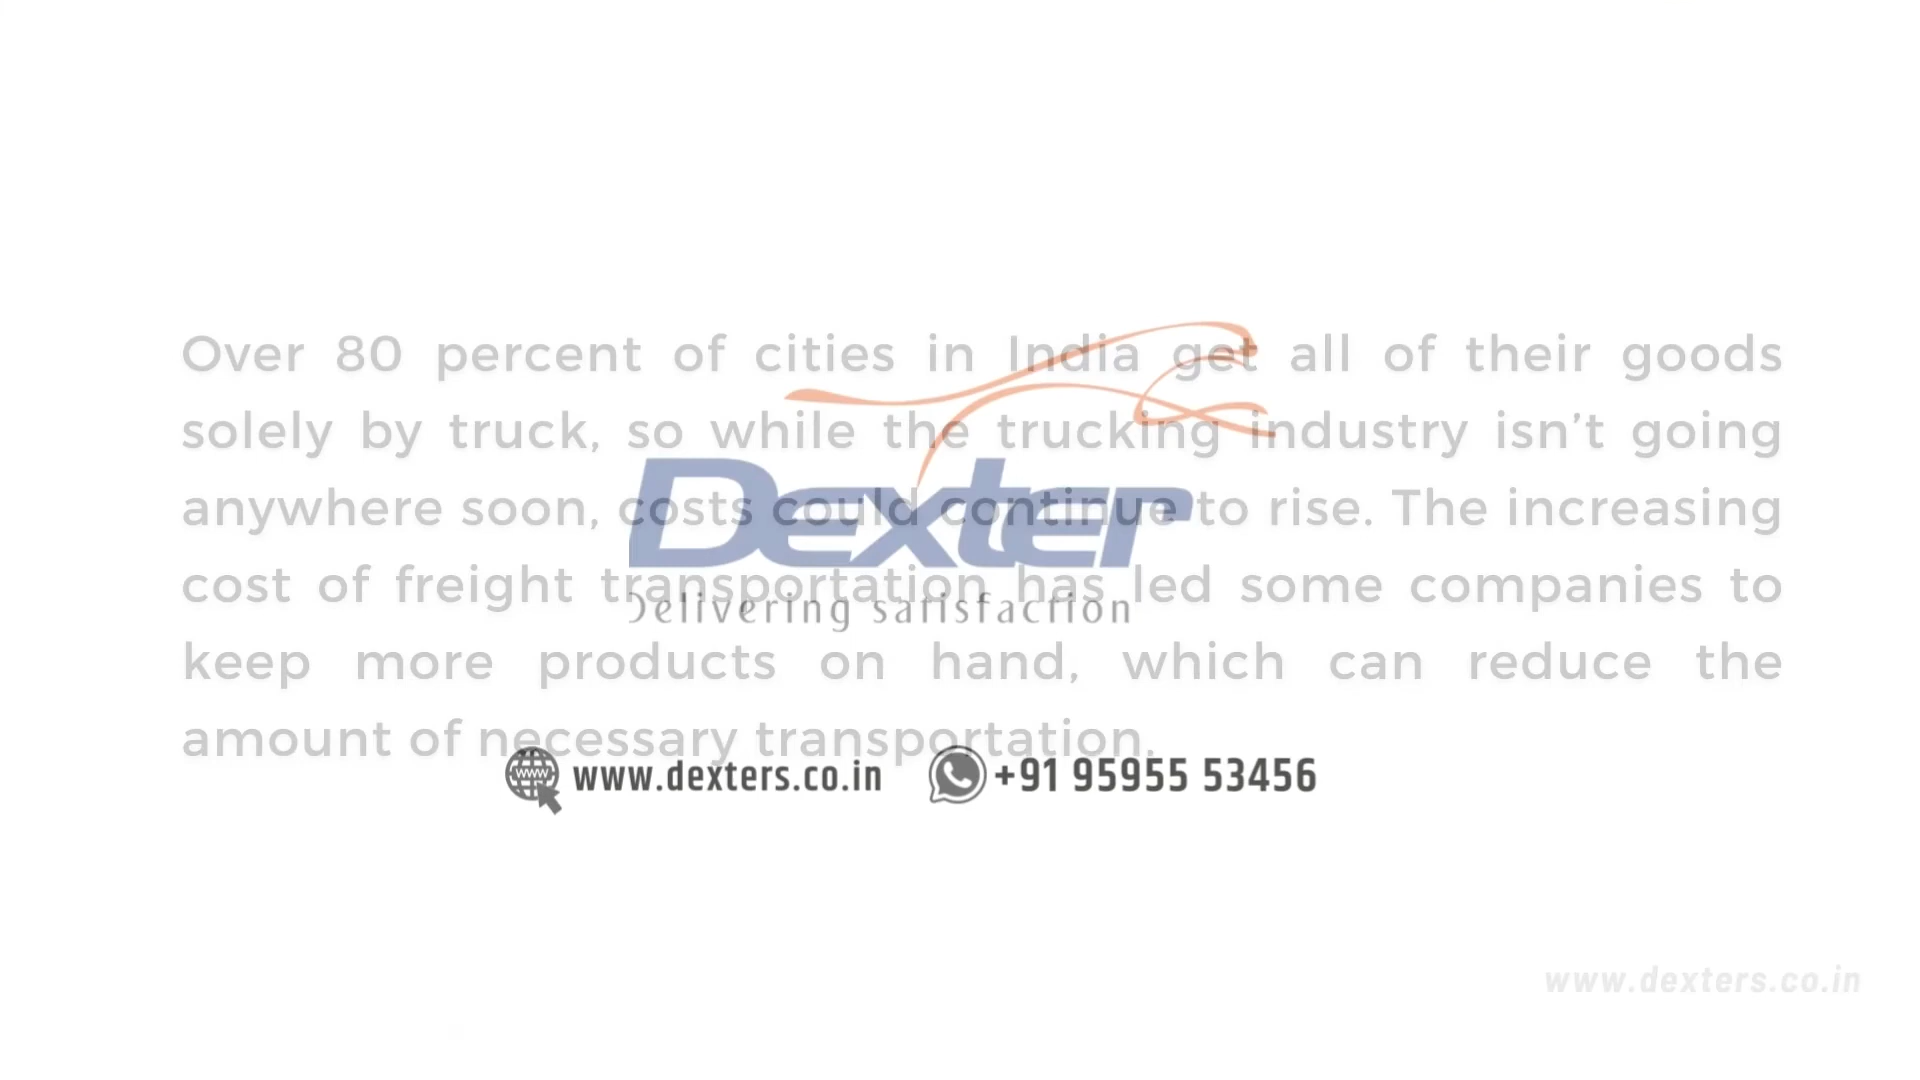 Over 80 percent of cities in India get all of their goods
solely by truck, so while the trucking industry isn’t going
anywhere soon, costs could continue to rise. The increasing
cost of freight transportation has led some companies to
keep more products on hand, which can reduce the
amount of necessary transportation.
Dexter
Delivering satisfaction
www
www.dexters.co.in
+91 95955 53456
www.dexters.co.in